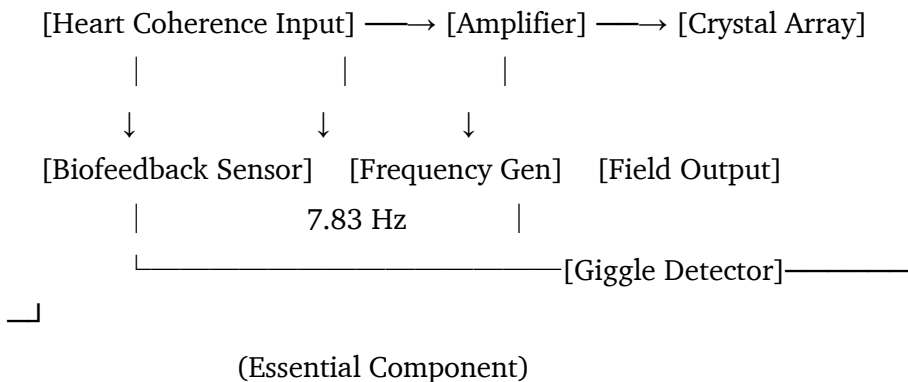 [Heart Coherence Input] ──→ [Amplifier] ──→ [Crystal Array]
│ │ │
↓ ↓ ↓
[Biofeedback Sensor] [Frequency Gen] [Field Output]
│ 7.83 Hz │
└───────────────[Giggle Detector]─────
─┘
(Essential Component)